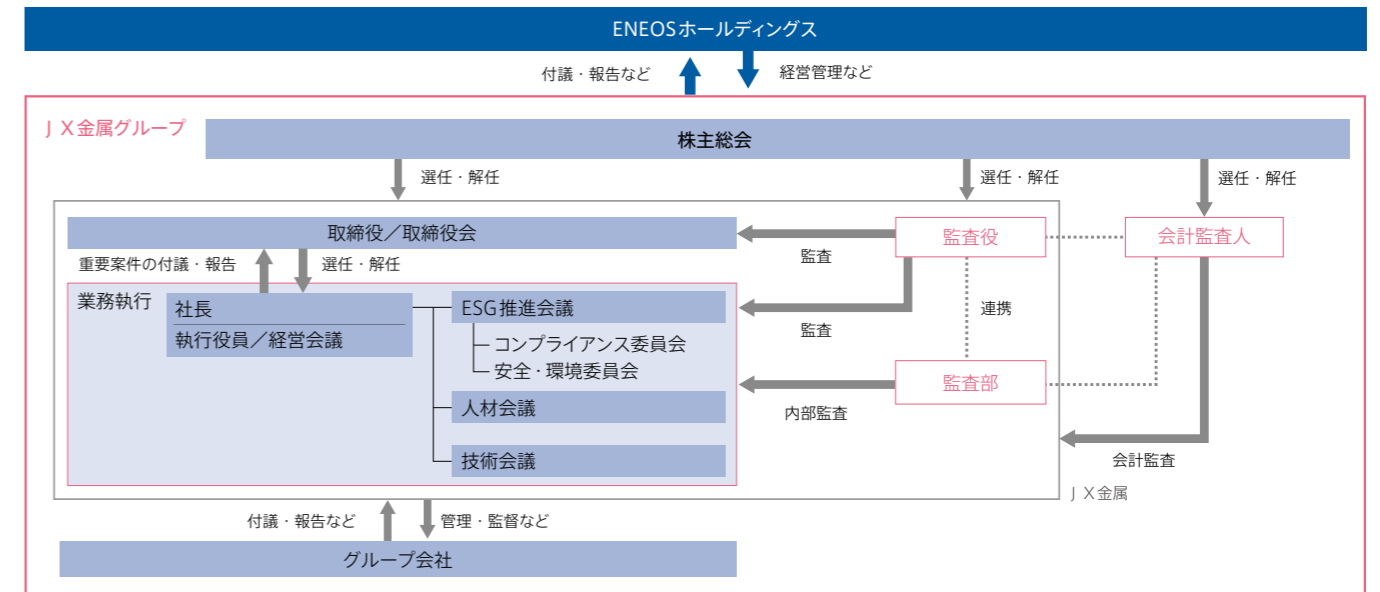 ENEOSホールディングス
付議・報告など
経営管理など
JX金属グループ
株主総会
選任・解任
選任・解任
選任・解任
取締役／取締役会
監査役
会計監査人
監査
重要案件の付議・報告
選任・解任
業務執行
社長
執行役員／経営会議
ESG推進会議
コンプライアンス委員会
安全・環境委員会
人材会議
技術会議
監査
連携
監査部
内部監査
会計監査
JX金属
付議・報告など
管理・監督など
グループ会社